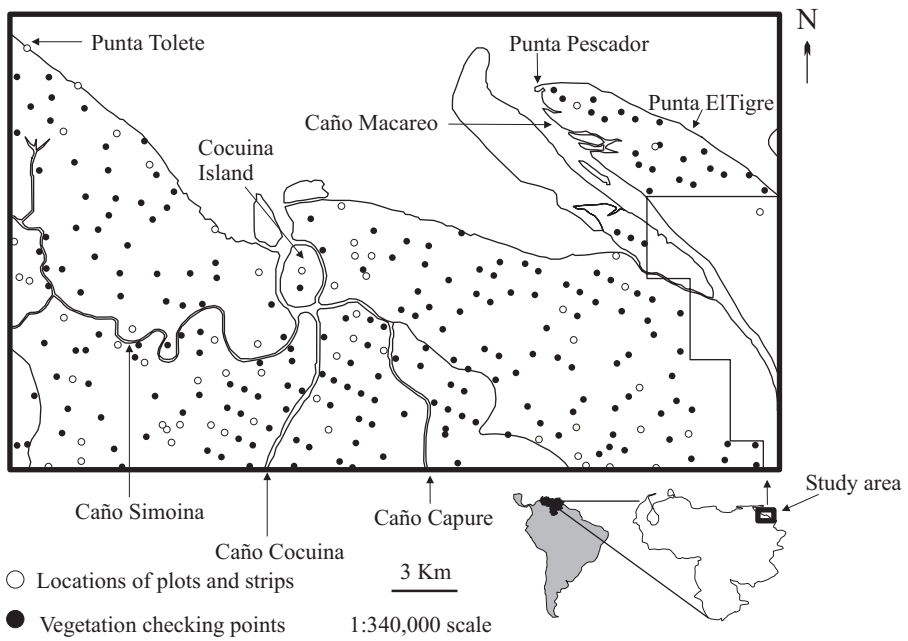 N
Punta Tolete
Punta Pescador
Punta ElTigre
Caño Macareo
Cocuina
Island
Study area
Caño Simoina
Caño Capure
Caño Cocuina
Locations of plots and strips
3 Km
Vegetation checking points
1:340,000 scale